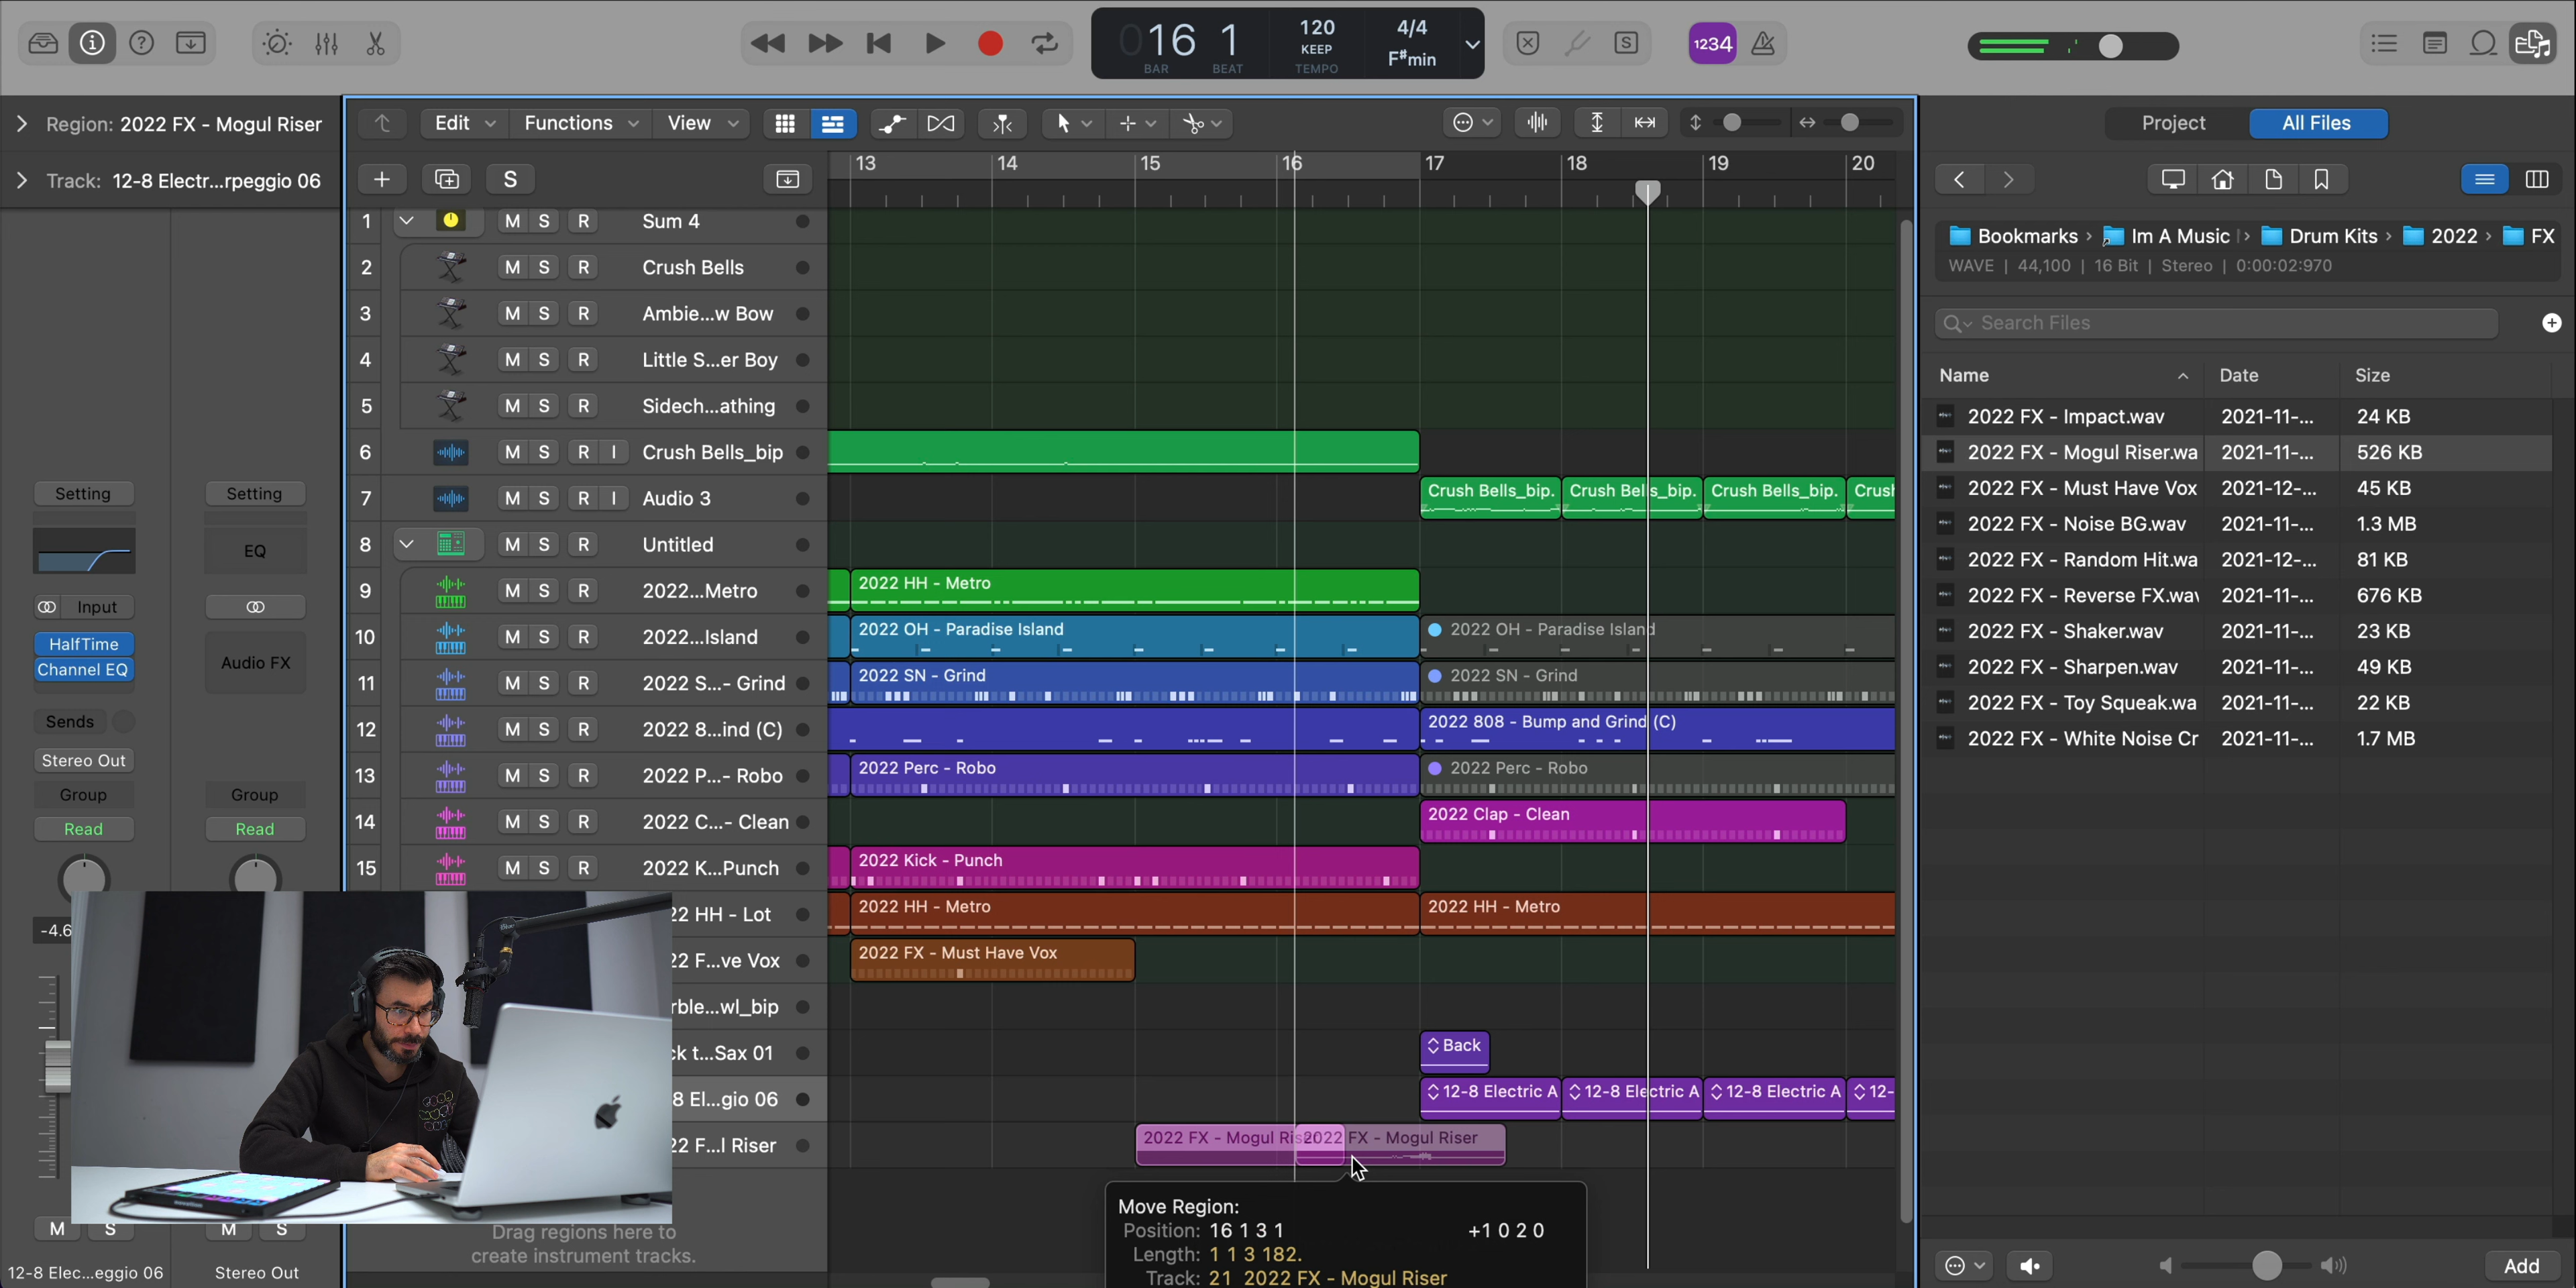 16 1
BAR BEAT
120
KEEP
TEMPO
4/4
F#min
S
1234
Region: 2022 FX - Mogul Riser
Track: 12-8 Electr...rpeggio 06
Edit Functions View
Project All Files
S
13 14 15 16 17 18 19 20
Bookmarks Im A Music Drum Kits 2022 FX
WAVE | 44,100 | 16 Bit | Stereo | 0:00:02:970
Search Files
Name Date Size
2022 FX - Impact.wav 2021-11-... 24 KB
2022 FX - Mogul Riser.wa 2021-11-... 526 KB
2022 FX - Must Have Vox 2021-12-... 45 KB
2022 FX - Noise BG.wav 2021-11-... 1.3 MB
2022 FX - Random Hit.wa 2021-12-... 81 KB
2022 FX - Reverse FX.wav 2021-11-... 676 KB
2022 FX - Shaker.wav 2021-11-... 23 KB
2022 FX - Sharpen.wav 2021-11-... 49 KB
2022 FX - Toy Squeak.wa 2021-11-... 22 KB
2022 FX - White Noise Cr 2021-11-... 1.7 MB
Add
1 M S R Sum 4
2 M S R Crush Bells
3 M S R Ambie...w Bow
4 M S R Little S...er Boy
5 M S R Sidech...athing
6 M S R I Crush Bells_bip
7 M S R I Audio 3
Crush Bells_bip. Crush Bells_bip. Crush Bells_bip. Crush
8 M S R Untitled
9 M S R 2022...Metro
2022 HH - Metro
10 M S R 2022...Island
2022 OH - Paradise Island 2022 OH - Paradise Island
11 M S R 2022 S...- Grind
2022 SN - Grind 2022 SN - Grind
12 M S R 2022 8...ind (C)
2022 808 - Bump and Grind (C)
13 M S R 2022 P...- Robo
2022 Perc - Robo 2022 Perc - Robo
14 M S R 2022 C...- Clean
2022 Clap - Clean
15 M S R 2022 K...Punch
2022 Kick - Punch
22 HH - Lot
2022 HH - Metro 2022 HH - Metro
22 F...ve Vox
2022 FX - Must Have Vox
rble...wl_bip
ck t...Sax 01
Back
8 El...gio 06
12-8 Electric A 12-8 Electric A 12-8 Electric A 12-
22 F...l Riser
2022 FX - Mogul Ris 2022 FX - Mogul Riser
Drag regions here to
create instrument tracks.
Move Region:
Position: 16 1 3 1 +1 0 2 0
Length: 1 1 3 182.
Track: 21 2022 FX - Mogul Riser
Setting Setting
EQ
Input
HalfTime
Channel EQ
Audio FX
Sends
Stereo Out
Group Group
Read Read
-4.6
M S M S
12-8 Elec...eggio 06 Stereo Out